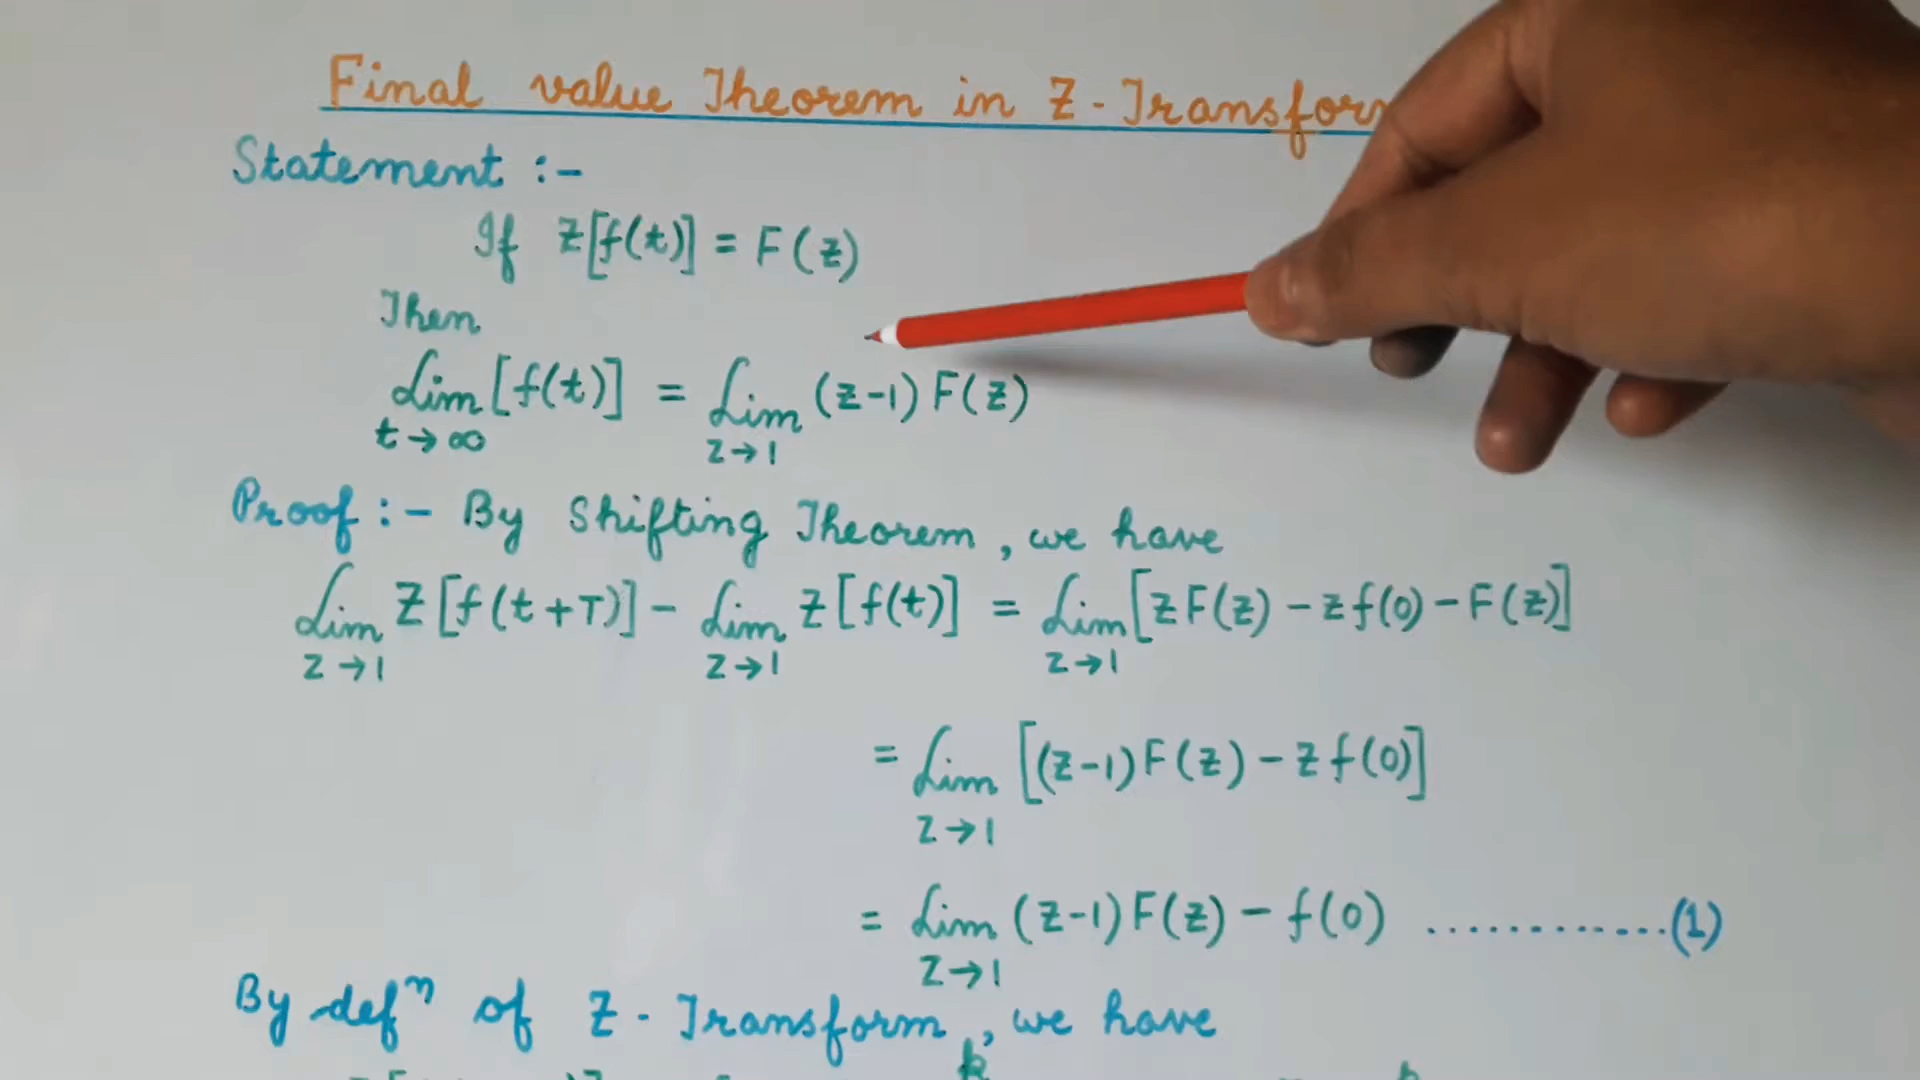 Final value Theorem in Z-Transform
Statement :-
If Z[f(t)] = F(z)
Then
Lim [f(t)] = Lim (z-1) F(z)
t→∞ z→1
Proof :- By Shifting Theorem, we have
Lim Z[f(t+T)] - Lim Z[f(t)] = Lim [zF(z) - zf(0) - F(z)]
z→1 z→1 z→1
= Lim [(z-1)F(z) - zf(0)]
z→1
= Lim (z-1)F(z) - f(0) .............(1)
z→1
By defⁿ of Z-Transform, we have